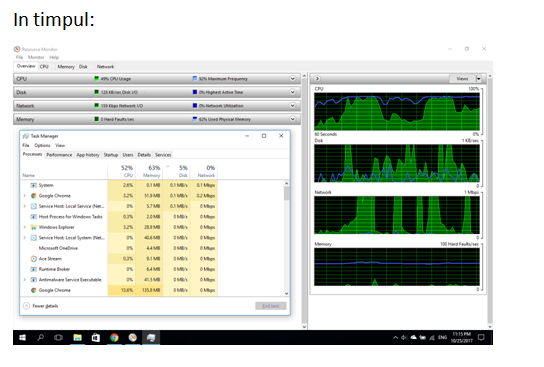 In timpul:
Resource Monitor
File Monitor Help
Overview CPU Memory Disk Network
CPU 49% CPU Usage 92% Maximum Frequency
Disk 128 KB/sec Disk I/O 0% Highest Active Time
Network 0% Network Utilization
Memory 0 Hard Faults/sec 62% Used Physical Memory
Views
CPU 100%
60 Seconds 0%
Disk 1 KB/sec
0
Network 1 Mbps
0
Memory 100 Hard Faults/sec
0
Task Manager
File Options View
Processes Performance App history Startup Users Details Services
52% 63% 5% 0%
Name CPU Memory Disk Network
System 2.6% 0.1 MB 0.1 MB/s 0.1 Mbps
Google Chrome 3.2% 51.9 MB 0.1 MB/s 0.2 Mbps
Service Host: Local Service (Net... 0% 5.7 MB 0.1 MB/s 0 Mbps
Host Process for Windows Tasks 0.3% 2.0 MB 0 MB/s 0 Mbps
Windows Explorer 3.2% 28.9 MB 0 MB/s 0 Mbps
Service Host: Local System (Net... 0% 40.6 MB 0 MB/s 0 Mbps
Microsoft OneDrive 0% 4.4 MB 0 MB/s 0 Mbps
Ace Stream 0.3% 9.1 MB 0 MB/s 0 Mbps
Runtime Broker 0% 6.4 MB 0 MB/s 0 Mbps
Antimalware Service Executable 0% 41.5 MB 0 MB/s 0 Mbps
Google Chrome 13.6% 135.8 MB 0 MB/s 0 Mbps
Fewer details End task
ENG 11:15 PM
10/25/2017